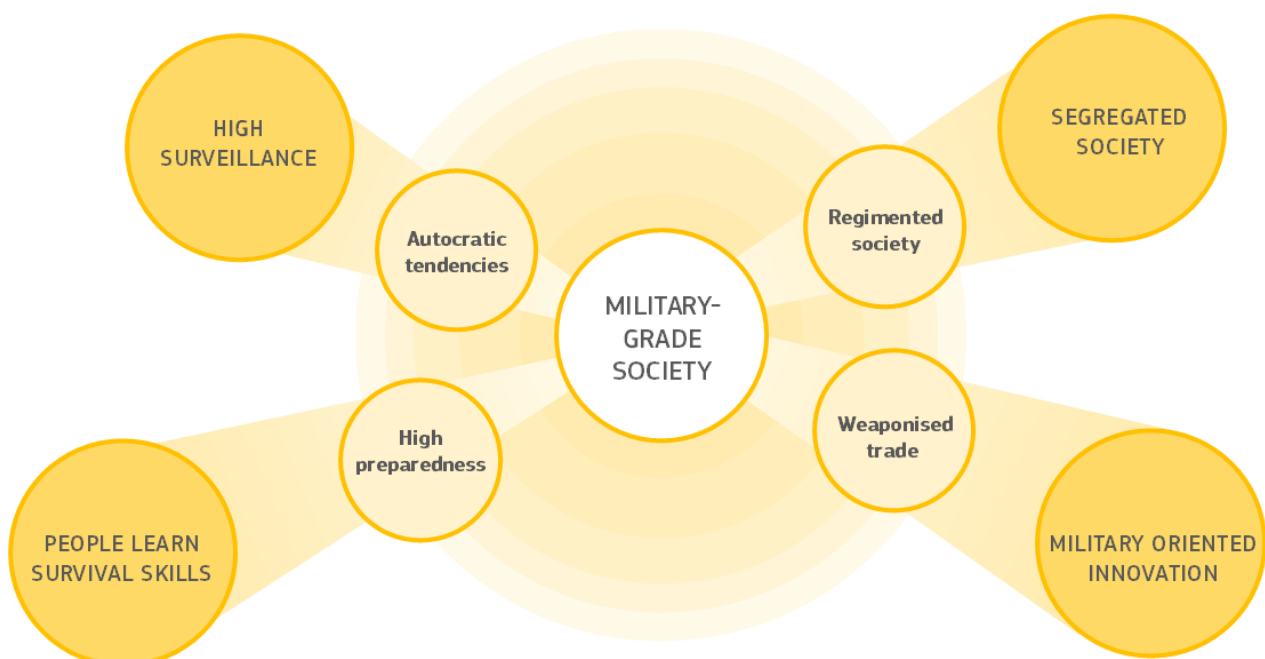 HIGH
SURVEILLANCE
SEGREGATED
SOCIETY
Autocratic
tendencies
Regimented
society
MILITARY-
GRADE
SOCIETY
High
preparedness
Weaponised
trade
PEOPLE LEARN
SURVIVAL SKILLS
MILITARY ORIENTED
INNOVATION